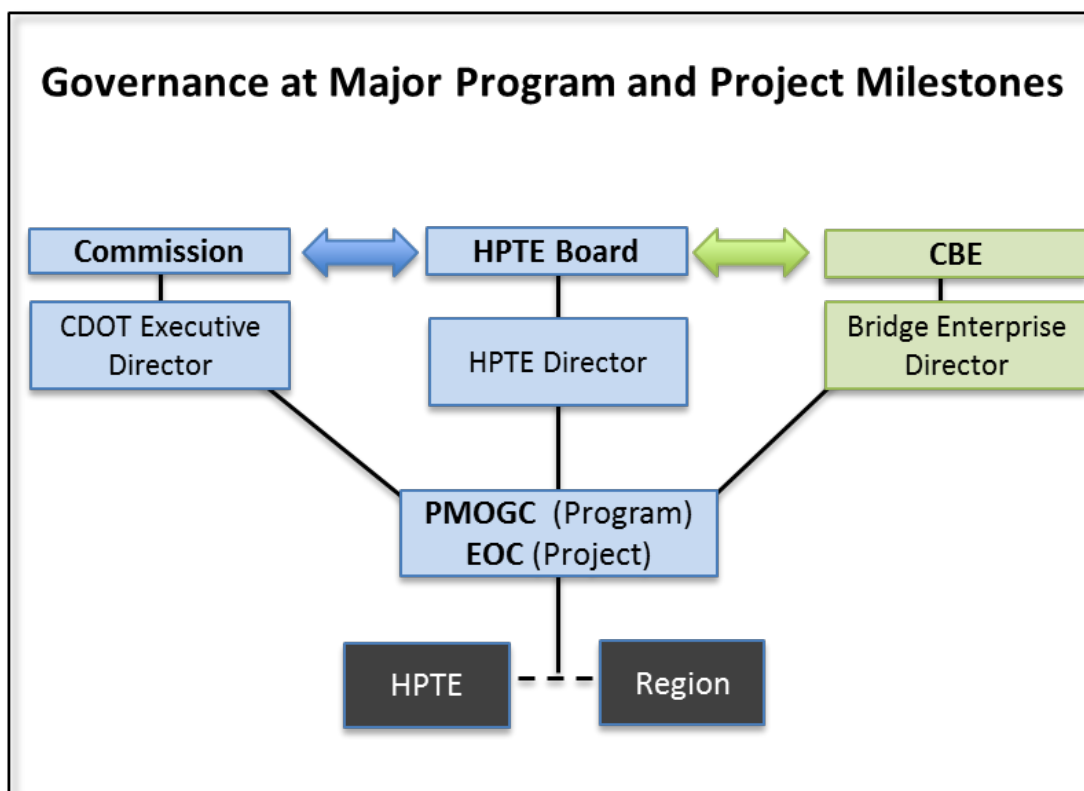 Governance at Major Program and Project Milestones
Commission
HPTE Board
CBE
CDOT Executive
Director
HPTE Director
Bridge Enterprise
Director
PMOGC (Program)
EOC (Project)
HPTE
Region